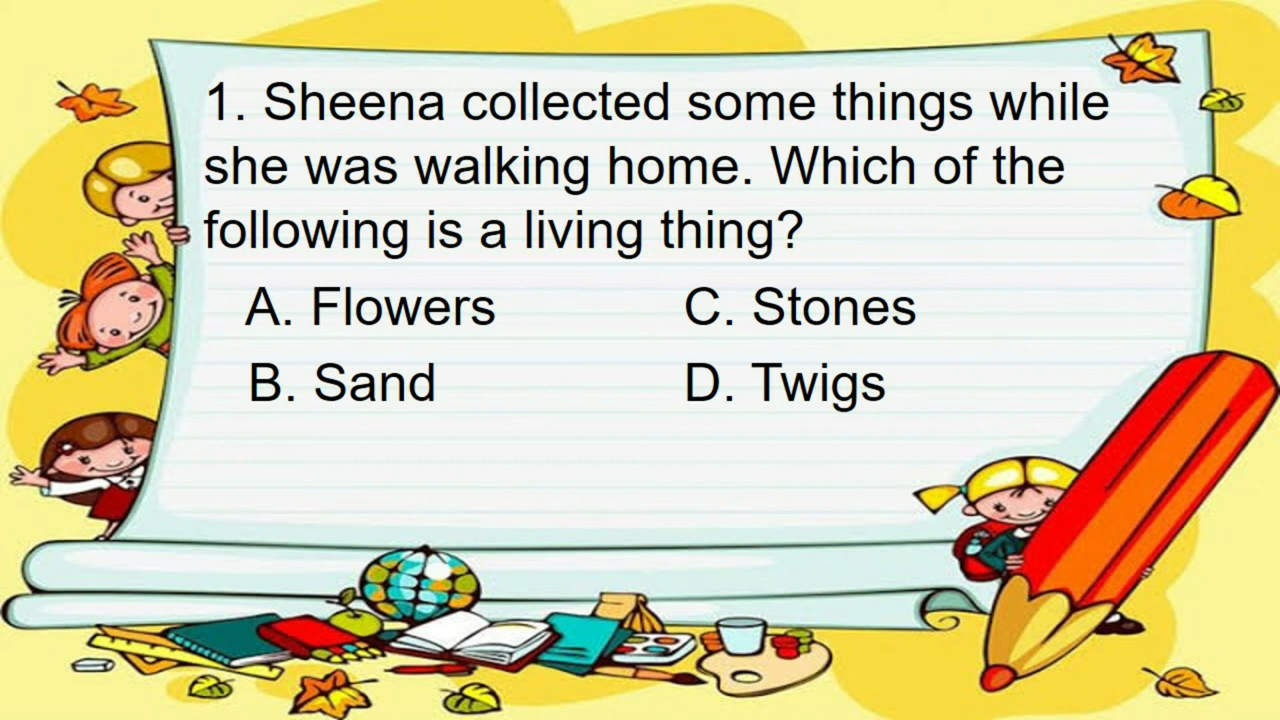 1. Sheena collected some things while
she was walking home. Which of the
following is a living thing?
A. Flowers C. Stones
B. Sand D. Twigs